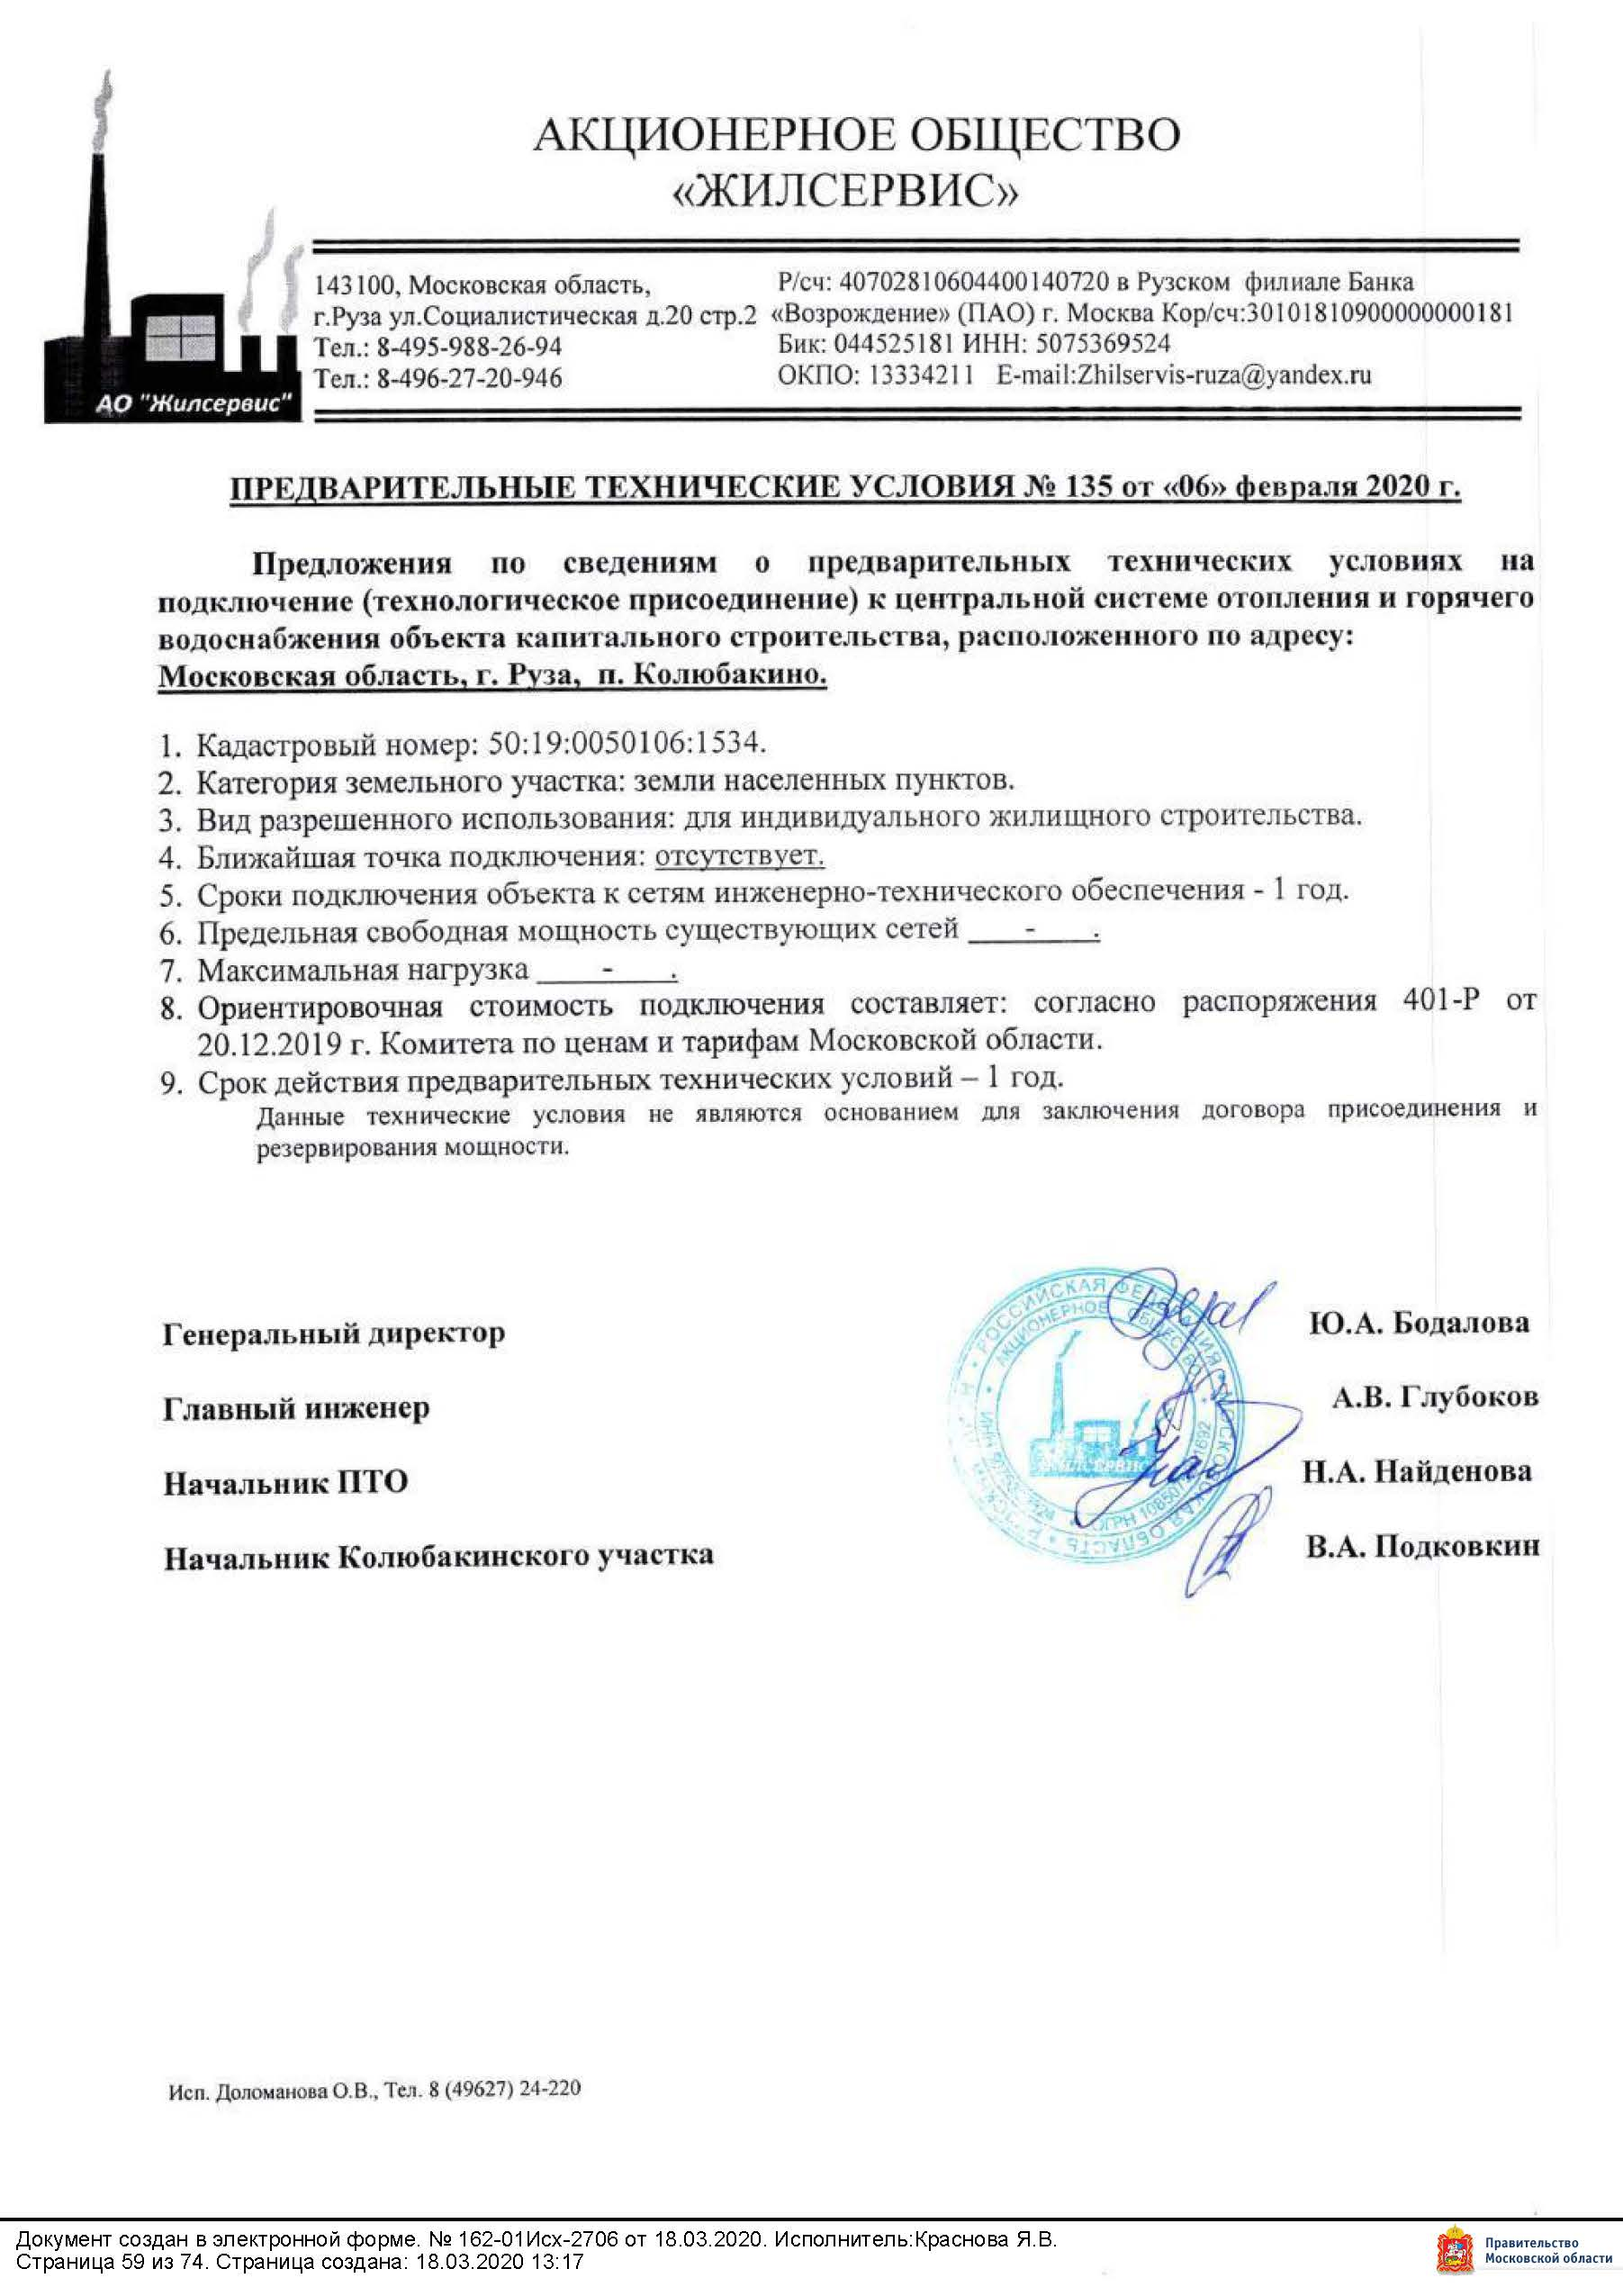 АКЦИОНЕРНОЕ ОБЩЕСТВО
«ЖИЛСЕРВИС»
АО "Жилсервис"
143100, Московская область,
г.Руза ул.Социалистическая д.20 стр.2
Тел.: 8-495-988-26-94
Тел.: 8-496-27-20-946
Р/сч: 40702810604400140720 в Рузском филиале Банка
«Возрождение» (ПАО) г. Москва Кор/сч:30101810900000000181
Бик: 044525181 ИНН: 5075369524
ОКПО: 13334211 E-mail:Zhilservis-ruza@yandex.ru
ПРЕДВАРИТЕЛЬНЫЕ ТЕХНИЧЕСКИЕ УСЛОВИЯ № 135 от «06» февраля 2020 г.
Предложения по сведениям о предварительных технических условиях на
подключение (технологическое присоединение) к центральной системе отопления и горячего
водоснабжения объекта капитального строительства, расположенного по адресу:
Московская область, г. Руза, п. Колюбакино.
1. Кадастровый номер: 50:19:0050106:1534.
2. Категория земельного участка: земли населенных пунктов.
3. Вид разрешенного использования: для индивидуального жилищного строительства.
4. Ближайшая точка подключения: отсутствует.
5. Сроки подключения объекта к сетям инженерно-технического обеспечения - 1 год.
6. Предельная свободная мощность существующих сетей ____-____.
7. Максимальная нагрузка ____-____.
8. Ориентировочная стоимость подключения составляет: согласно распоряжения 401-Р от
20.12.2019 г. Комитета по ценам и тарифам Московской области.
9. Срок действия предварительных технических условий – 1 год.
Данные технические условия не являются основанием для заключения договора присоединения и
резервирования мощности.
Генеральный директор Ю.А. Бодалова
Главный инженер А.В. Глубоков
Начальник ПТО Н.А. Найденова
Начальник Колюбакинского участка В.А. Подковкин
РОССИЙСКАЯ ФЕДЕРАЦИЯ МОСКОВСКАЯ ОБЛАСТЬ
АКЦИОНЕРНОЕ ОБЩЕСТВО
Исп. Доломанова О.В., Тел. 8 (49627) 24-220
Документ создан в электронной форме. № 162-01Исх-2706 от 18.03.2020. Исполнитель:Краснова Я.В.
Страница 59 из 74. Страница создана: 18.03.2020 13:17
Правительство
Московской области